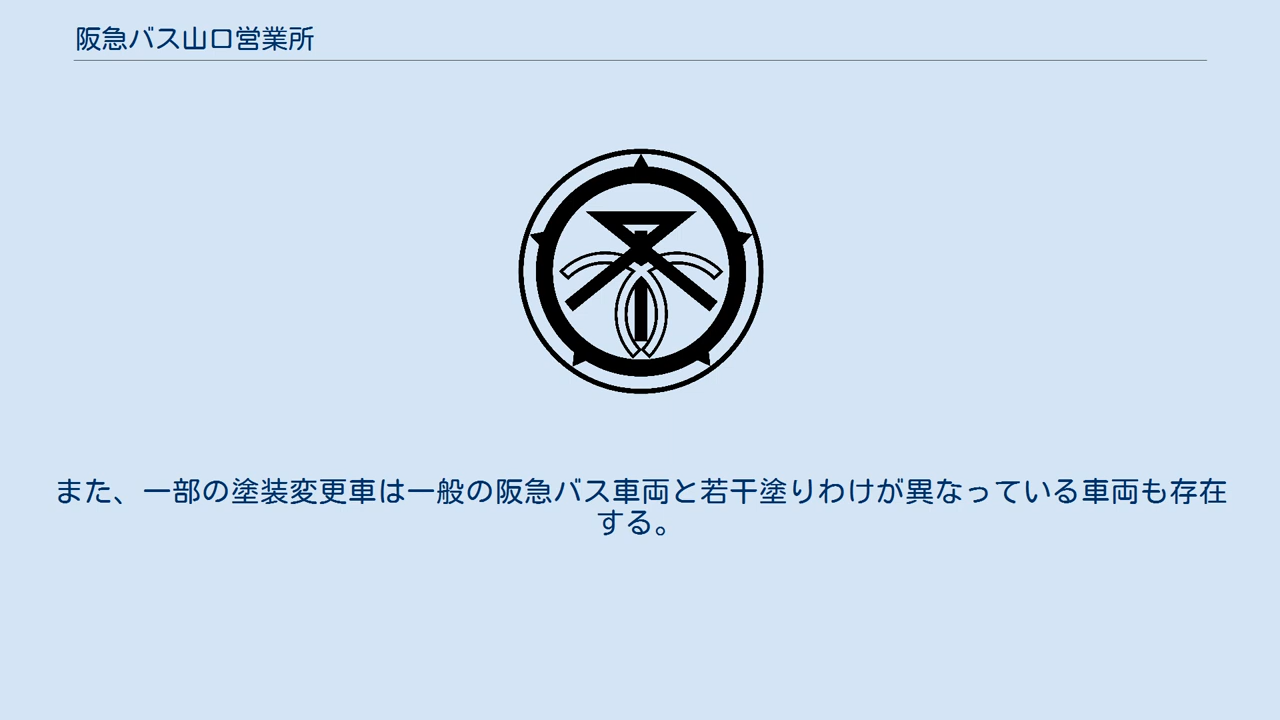 阪急バス山口営業所
また、一部の塗装変更車は一般の阪急バス車両と若干塗りわけが異なっている車両も存在
する。